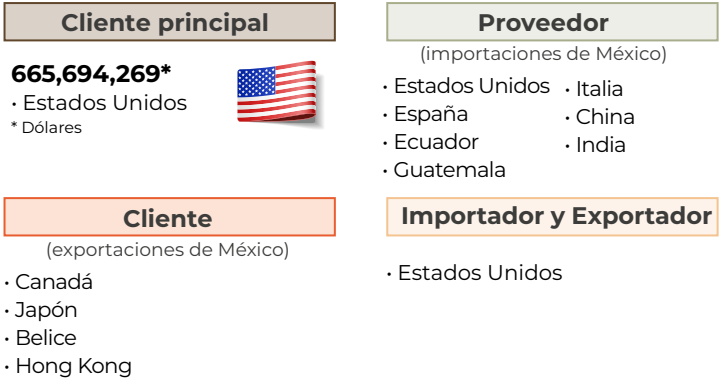 Cliente principal
665,694,269*
• Estados Unidos
* Dólares
Proveedor
(importaciones de México)
• Estados Unidos
• España
• Ecuador
• Guatemala
• Italia
• China
• India
Cliente
(exportaciones de México)
• Canadá
• Japón
• Belice
• Hong Kong
Importador y Exportador
• Estados Unidos